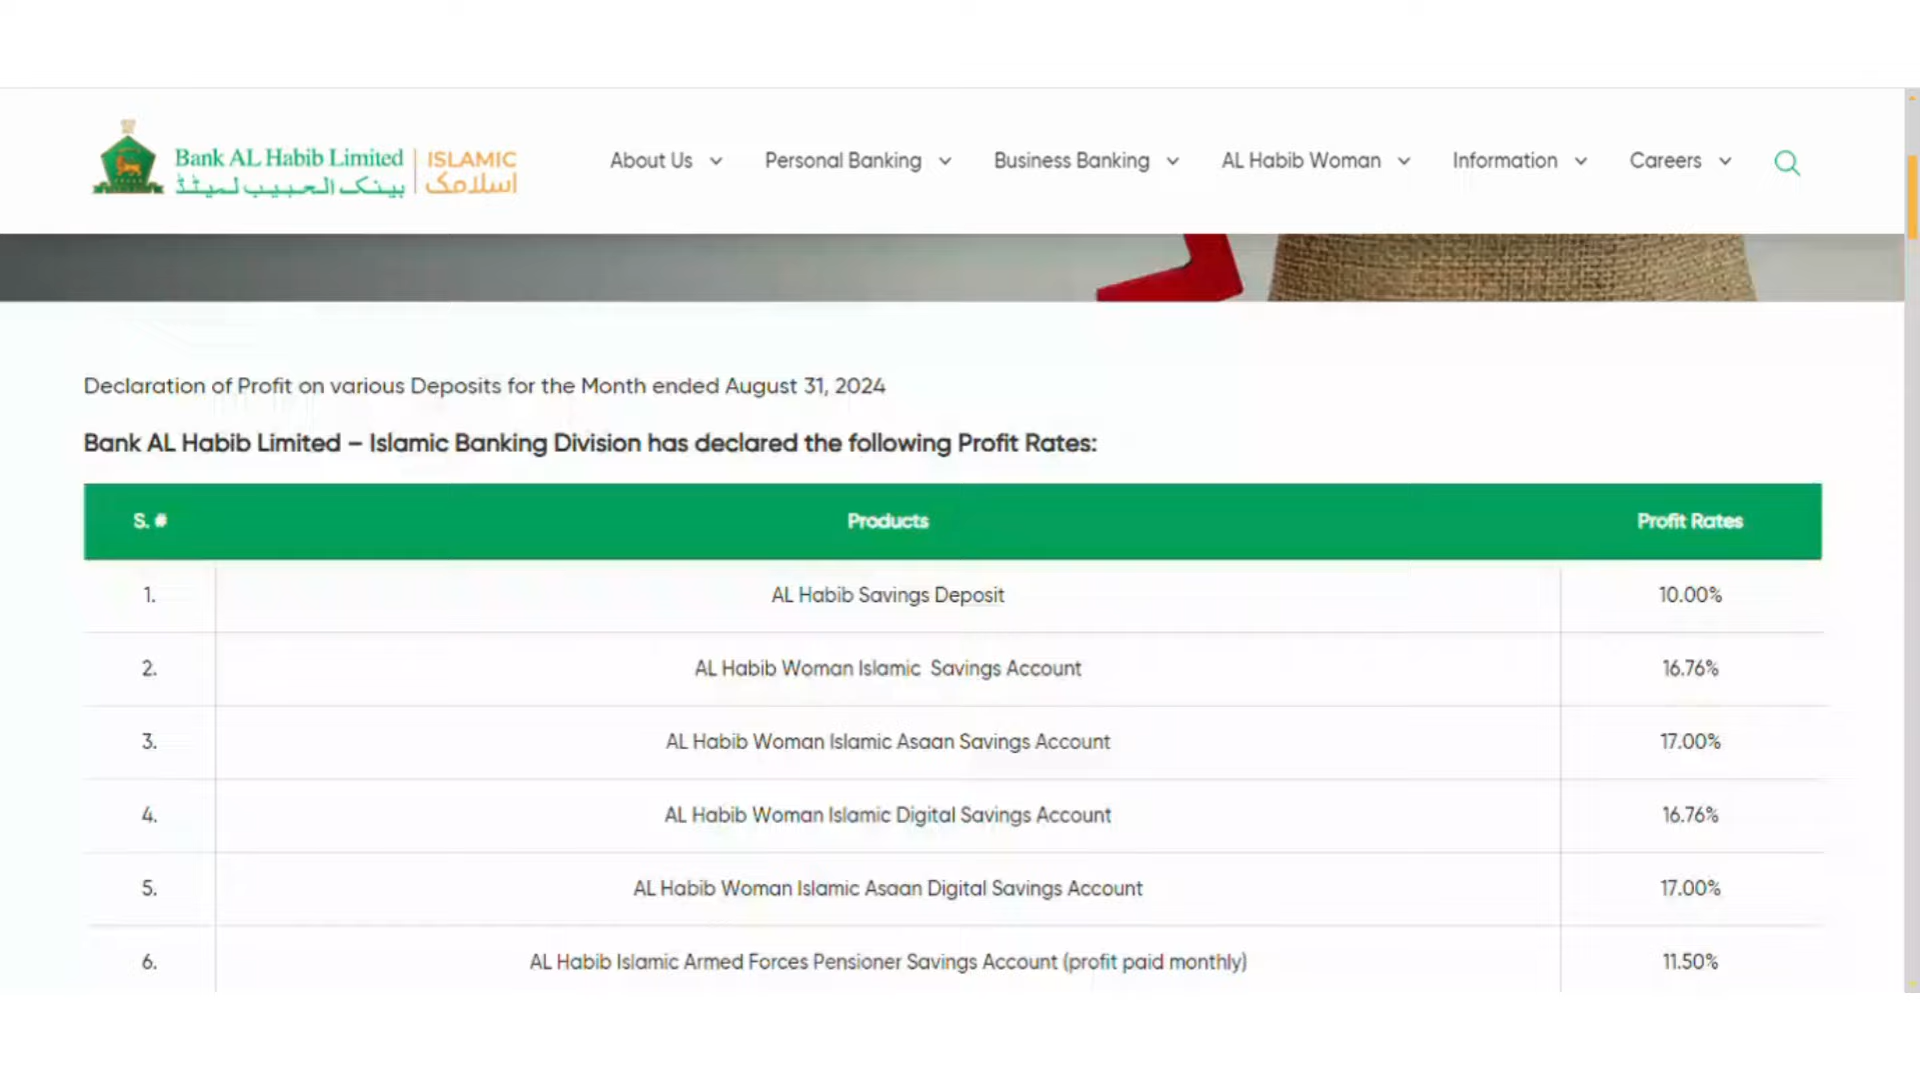 Bank AL Habib Limited
بینک الحبیب لمیٹڈ
ISLAMIC
اسلامک
About Us
Personal Banking
Business Banking
AL Habib Woman
Information
Careers
Declaration of Profit on various Deposits for the Month ended August 31, 2024
Bank AL Habib Limited – Islamic Banking Division has declared the following Profit Rates:
S. # Products Profit Rates
1. AL Habib Savings Deposit 10.00%
2. AL Habib Woman Islamic Savings Account 16.76%
3. AL Habib Woman Islamic Asaan Savings Account 17.00%
4. AL Habib Woman Islamic Digital Savings Account 16.76%
5. AL Habib Woman Islamic Asaan Digital Savings Account 17.00%
6. AL Habib Islamic Armed Forces Pensioner Savings Account (profit paid monthly) 11.50%